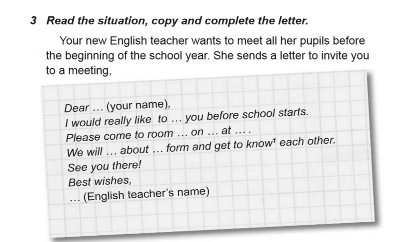 3 Read the situation, copy and complete the letter.
Your new English teacher wants to meet all her pupils before
the beginning of the school year. She sends a letter to invite you
to a meeting,
Dear … (your name),
I would really like to … you before school starts.
Please come to room … on … at … .
We will … about … form and get to know¹ each other.
See you there!
Best wishes,
… (English teacher’s name)